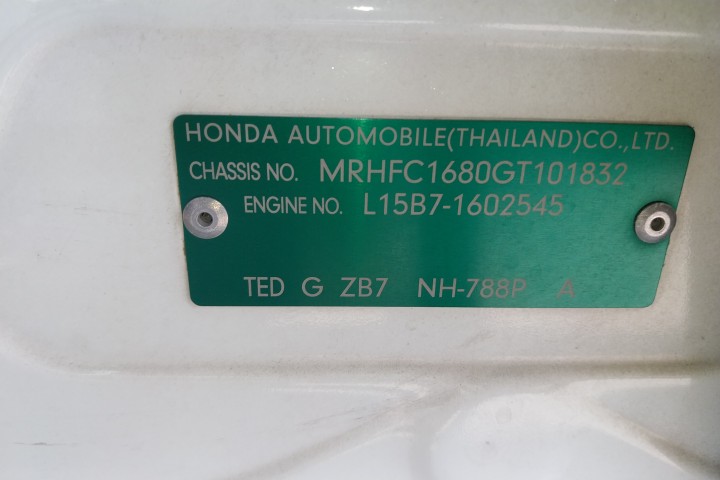 HONDA AUTOMOBILE(THAILAND)CO.,LTD.
CHASSIS NO. MRHFC1680GT101832
ENGINE NO. L15B7-1602545
TED G ZB7 NH-788P A